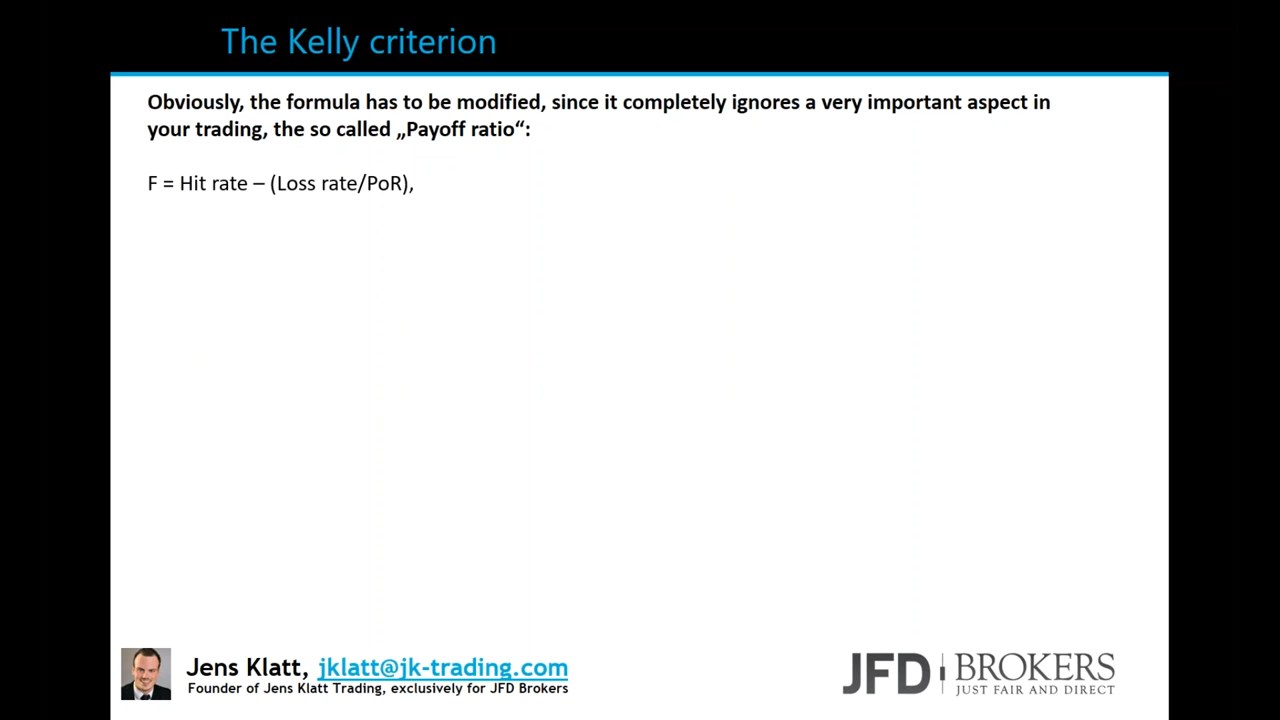 The Kelly criterion
Obviously, the formula has to be modified, since it completely ignores a very important aspect in
your trading, the so called „Payoff ratio“:
F = Hit rate – (Loss rate/PoR),
Jens Klatt, jklatt@jk-trading.com
Founder of Jens Klatt Trading, exclusively for JFD Brokers
JFD BROKERS
JUST FAIR AND DIRECT